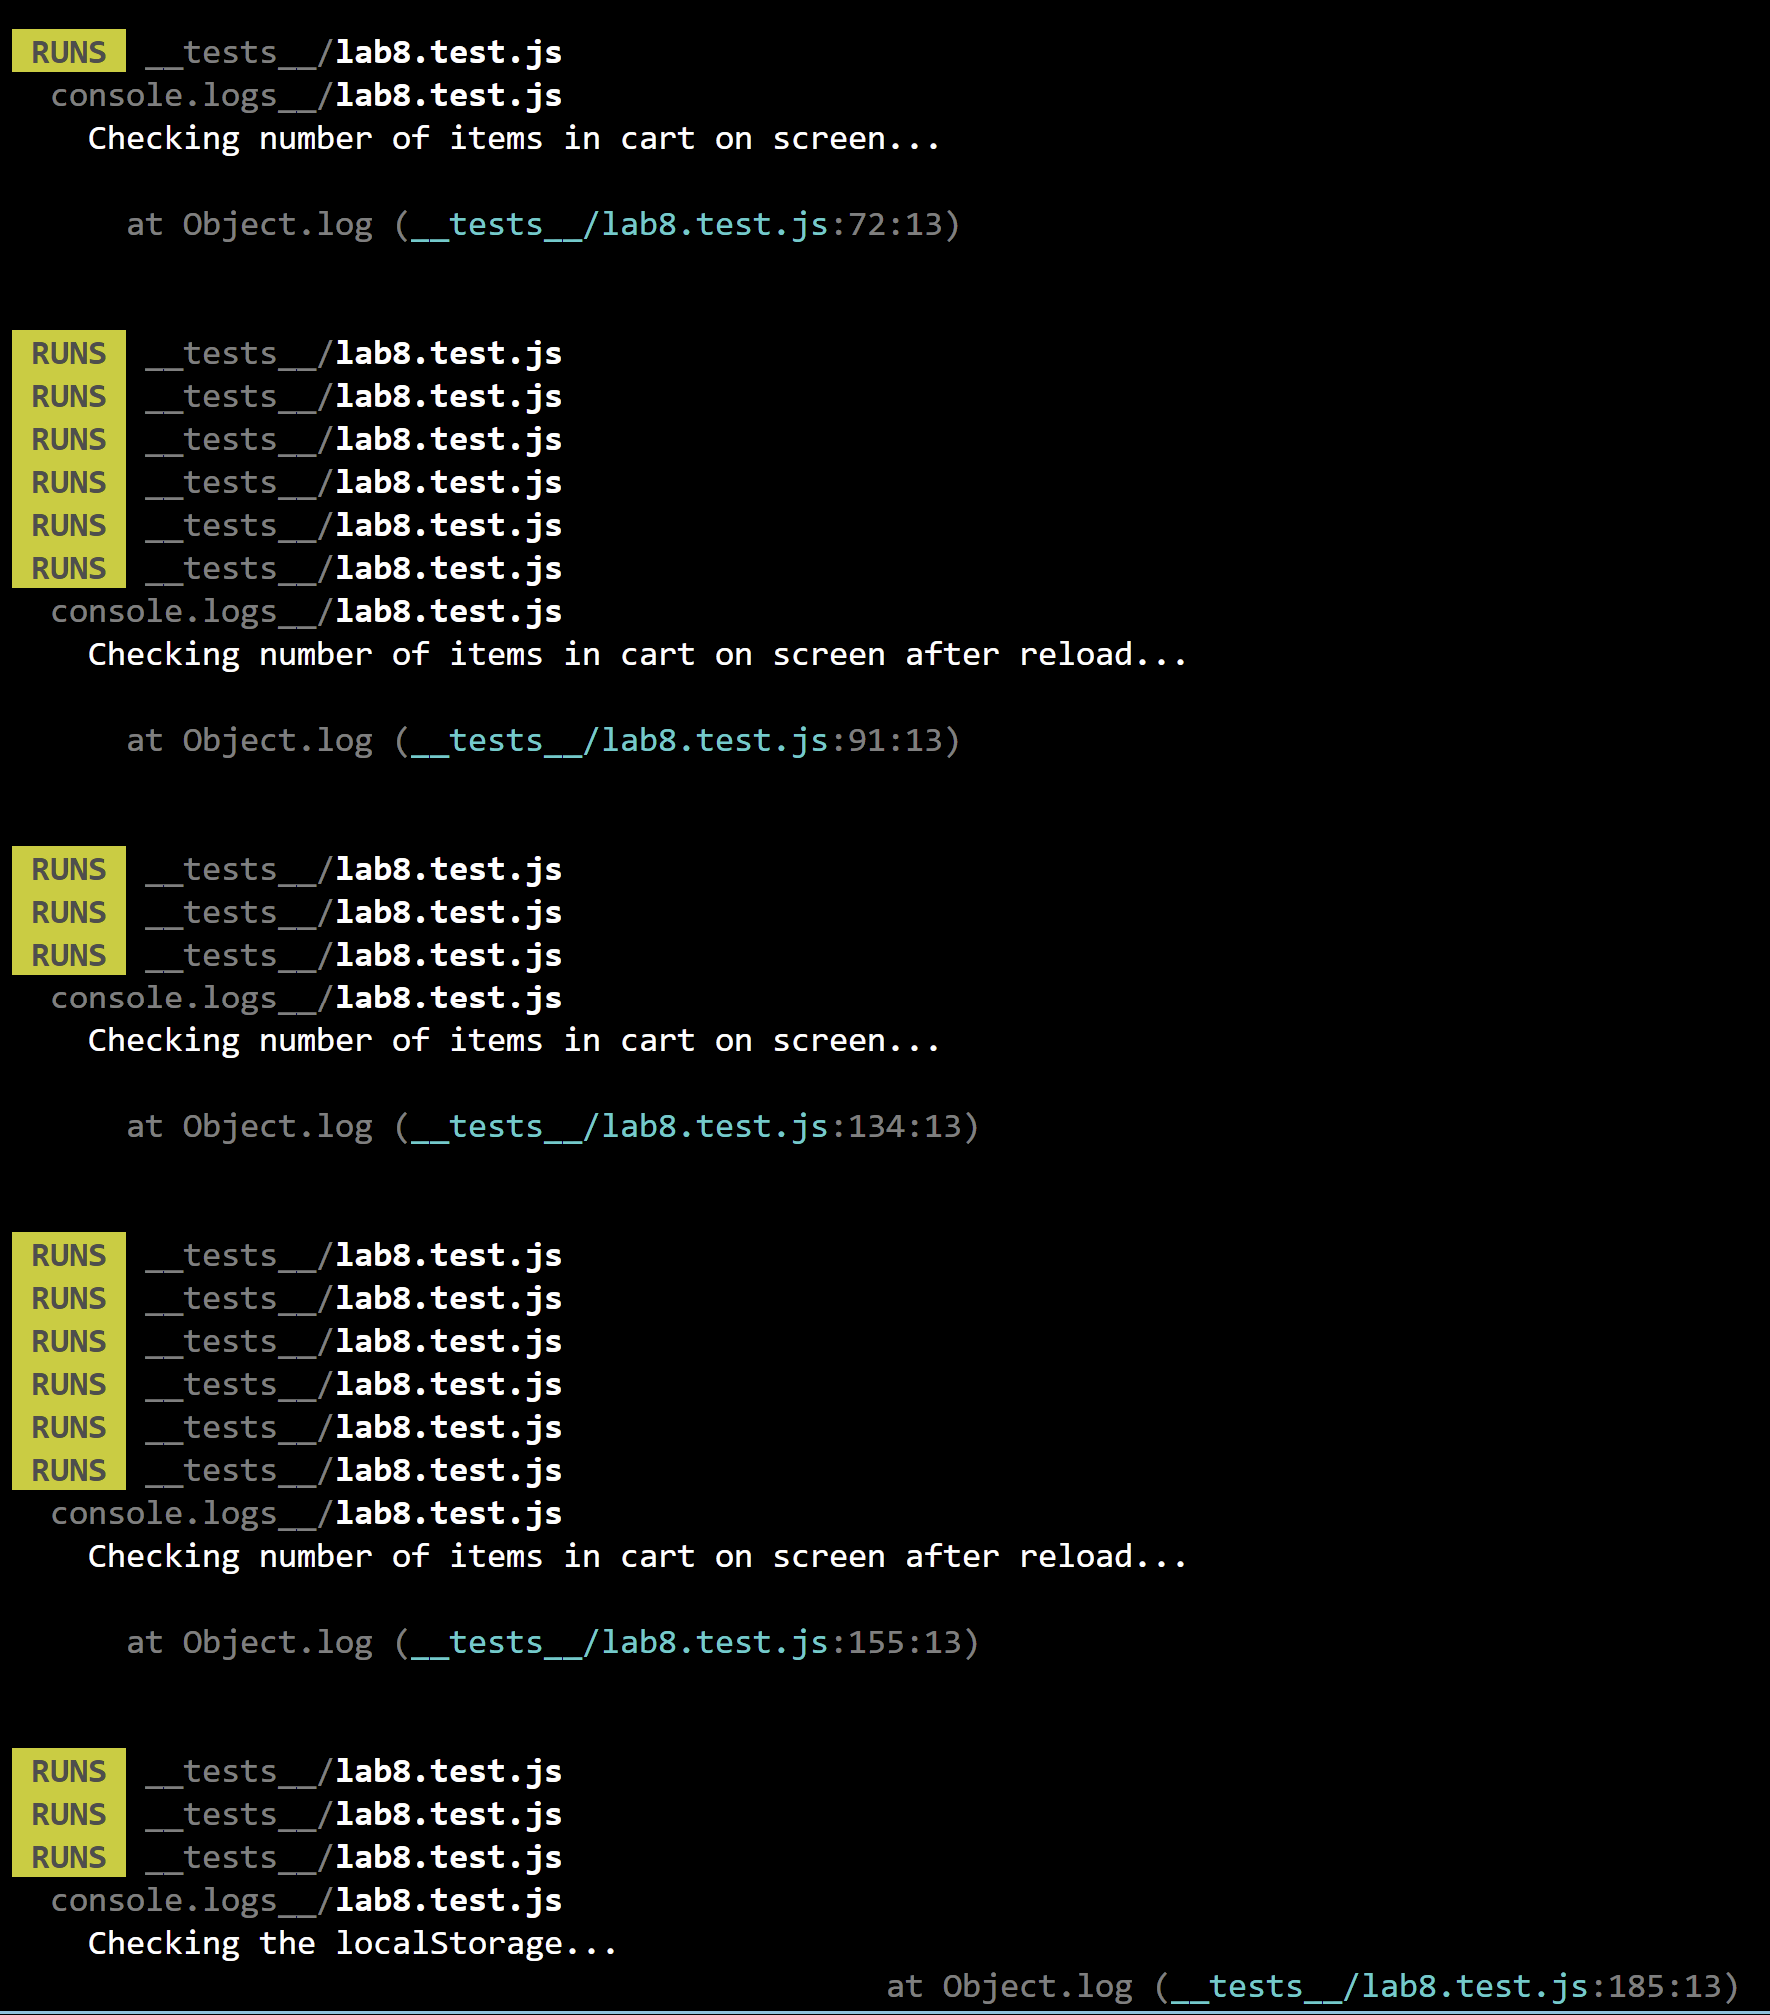 RUNS __tests__/lab8.test.js
console.logs__/lab8.test.js
Checking number of items in cart on screen...
at Object.log (__tests__/lab8.test.js:72:13)
RUNS __tests__/lab8.test.js
RUNS __tests__/lab8.test.js
RUNS __tests__/lab8.test.js
RUNS __tests__/lab8.test.js
RUNS __tests__/lab8.test.js
RUNS __tests__/lab8.test.js
console.logs__/lab8.test.js
Checking number of items in cart on screen after reload...
at Object.log (__tests__/lab8.test.js:91:13)
RUNS __tests__/lab8.test.js
RUNS __tests__/lab8.test.js
RUNS __tests__/lab8.test.js
console.logs__/lab8.test.js
Checking number of items in cart on screen...
at Object.log (__tests__/lab8.test.js:134:13)
RUNS __tests__/lab8.test.js
RUNS __tests__/lab8.test.js
RUNS __tests__/lab8.test.js
RUNS __tests__/lab8.test.js
RUNS __tests__/lab8.test.js
RUNS __tests__/lab8.test.js
console.logs__/lab8.test.js
Checking number of items in cart on screen after reload...
at Object.log (__tests__/lab8.test.js:155:13)
RUNS __tests__/lab8.test.js
RUNS __tests__/lab8.test.js
RUNS __tests__/lab8.test.js
console.logs__/lab8.test.js
Checking the localStorage...
at Object.log (__tests__/lab8.test.js:185:13)